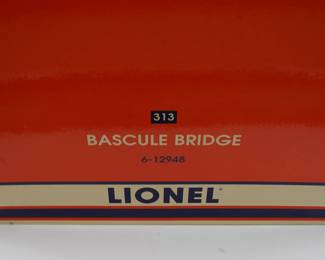 313
BASCULE BRIDGE
6-12948
LIONEL